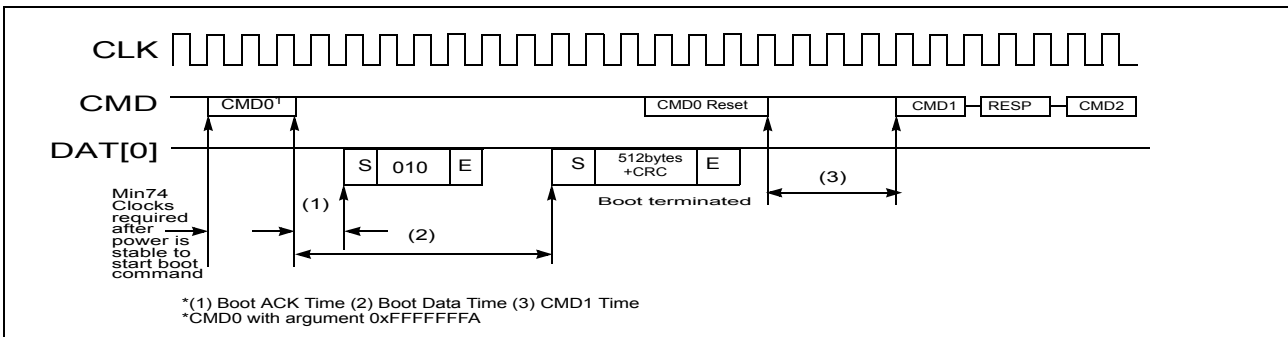 CLK
CMD CMD0¹ CMD0 Reset CMD1 RESP CMD2
DAT[0] S 010 E S 512bytes +CRC E
Min74
Clocks
required
after
power is
stable to
start boot
command
(1)
(2)
Boot terminated
(3)
*(1) Boot ACK Time (2) Boot Data Time (3) CMD1 Time
*CMD0 with argument 0xFFFFFFFA